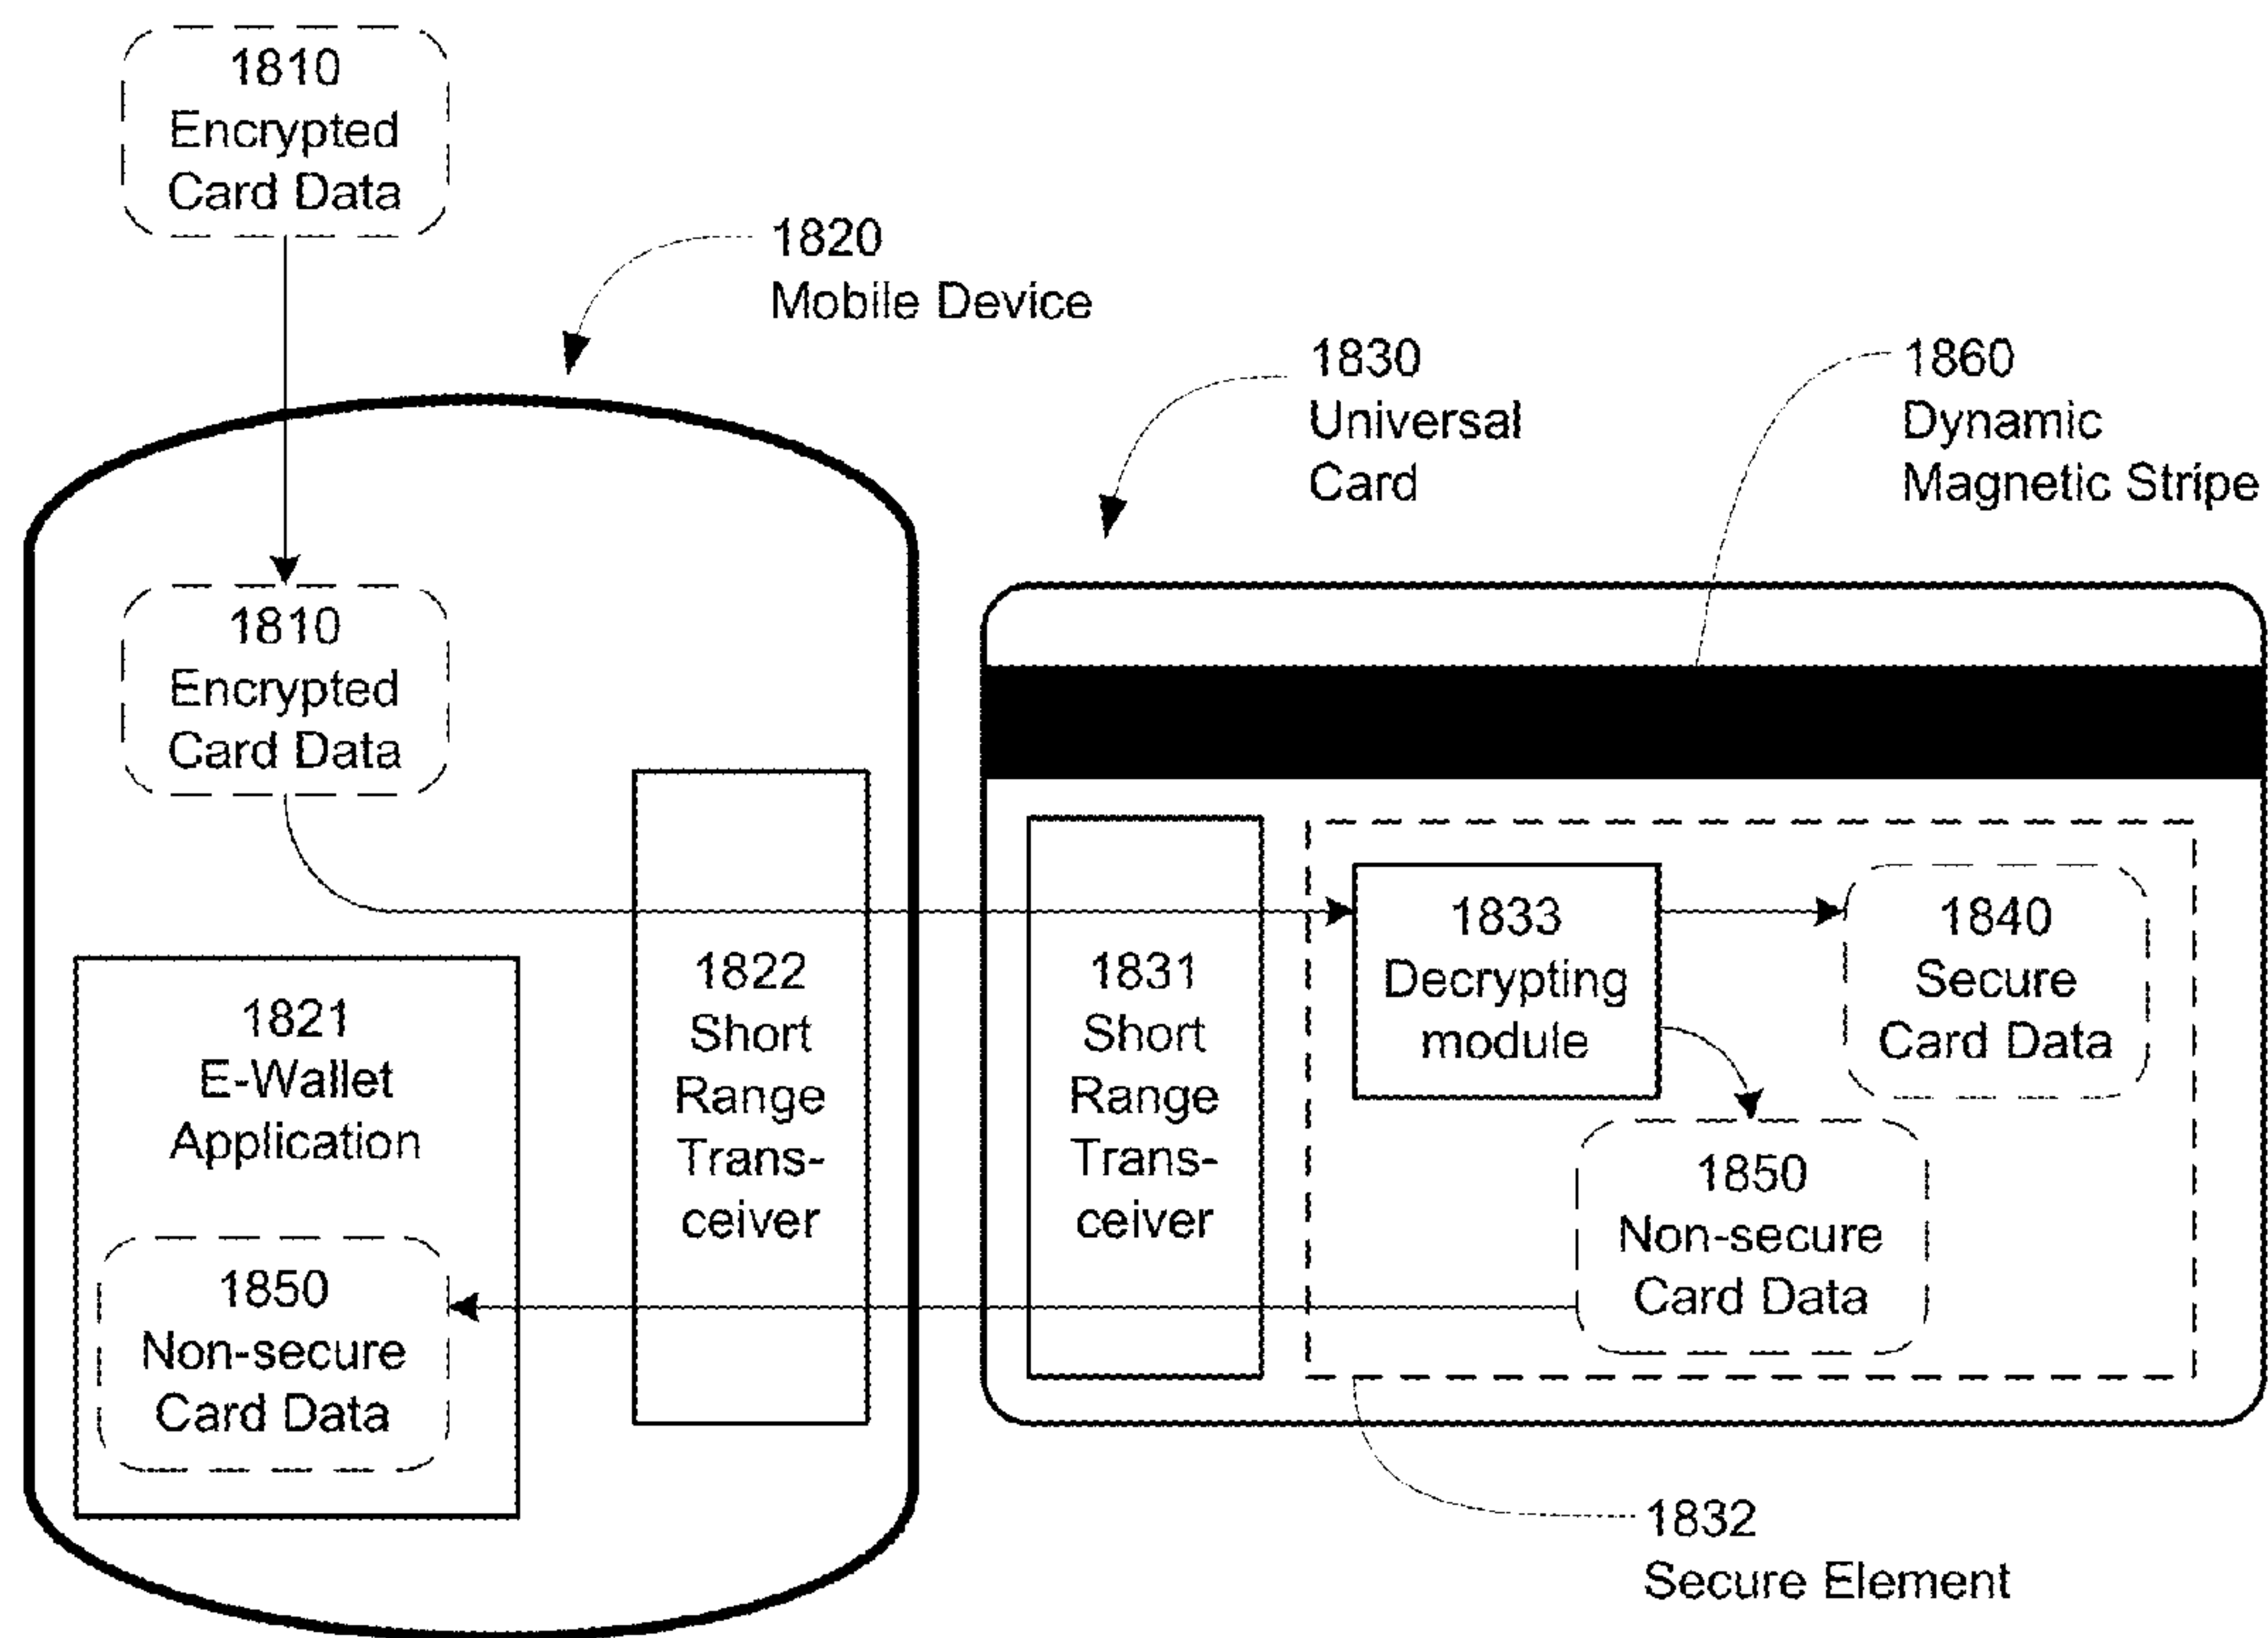 1810
Encrypted
Card Data
1820
Mobile Device
1830
Universal
Card
1860
Dynamic
Magnetic Stripe
1810
Encrypted
Card Data
1821
E-Wallet
Application
1850
Non-secure
Card Data
1822
Short
Range
Trans-
ceiver
1831
Short
Range
Trans-
ceiver
1833
Decrypting
module
1840
Secure
Card Data
1850
Non-secure
Card Data
1832
Secure Element